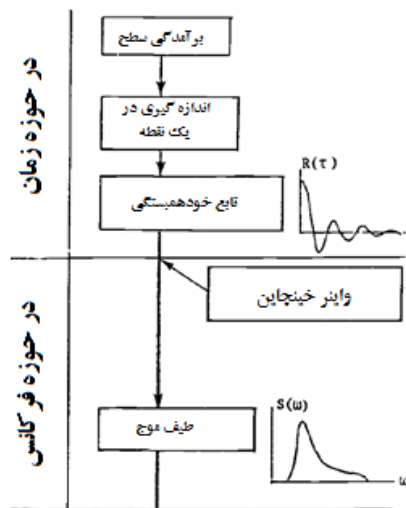 در حوزه زمان
برآمدگی سطح
اندازه گیری در
یک نقطه
تابع خودهمبستگی
R(τ)
واینر خینچاین
در حوزه فرکانس
طیف موج
S(ω)
ω